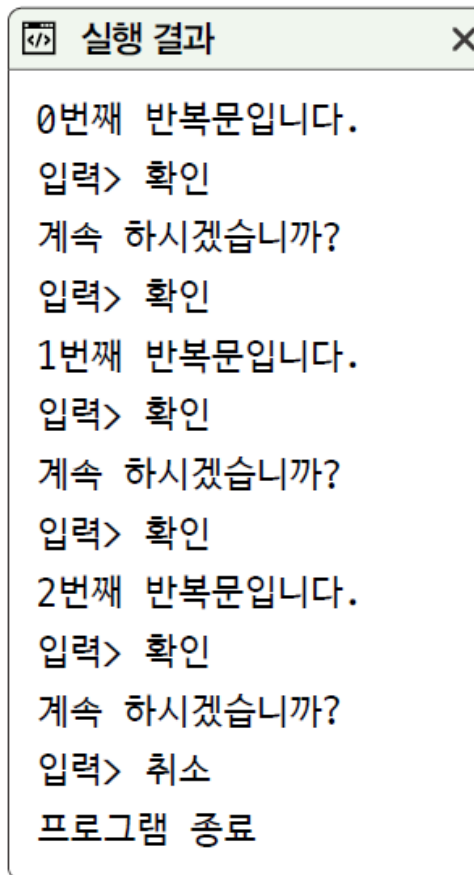 실행 결과
0번째 반복문입니다.
입력> 확인
계속 하시겠습니까?
입력> 확인
1번째 반복문입니다.
입력> 확인
계속 하시겠습니까?
입력> 확인
2번째 반복문입니다.
입력> 확인
계속 하시겠습니까?
입력> 취소
프로그램 종료